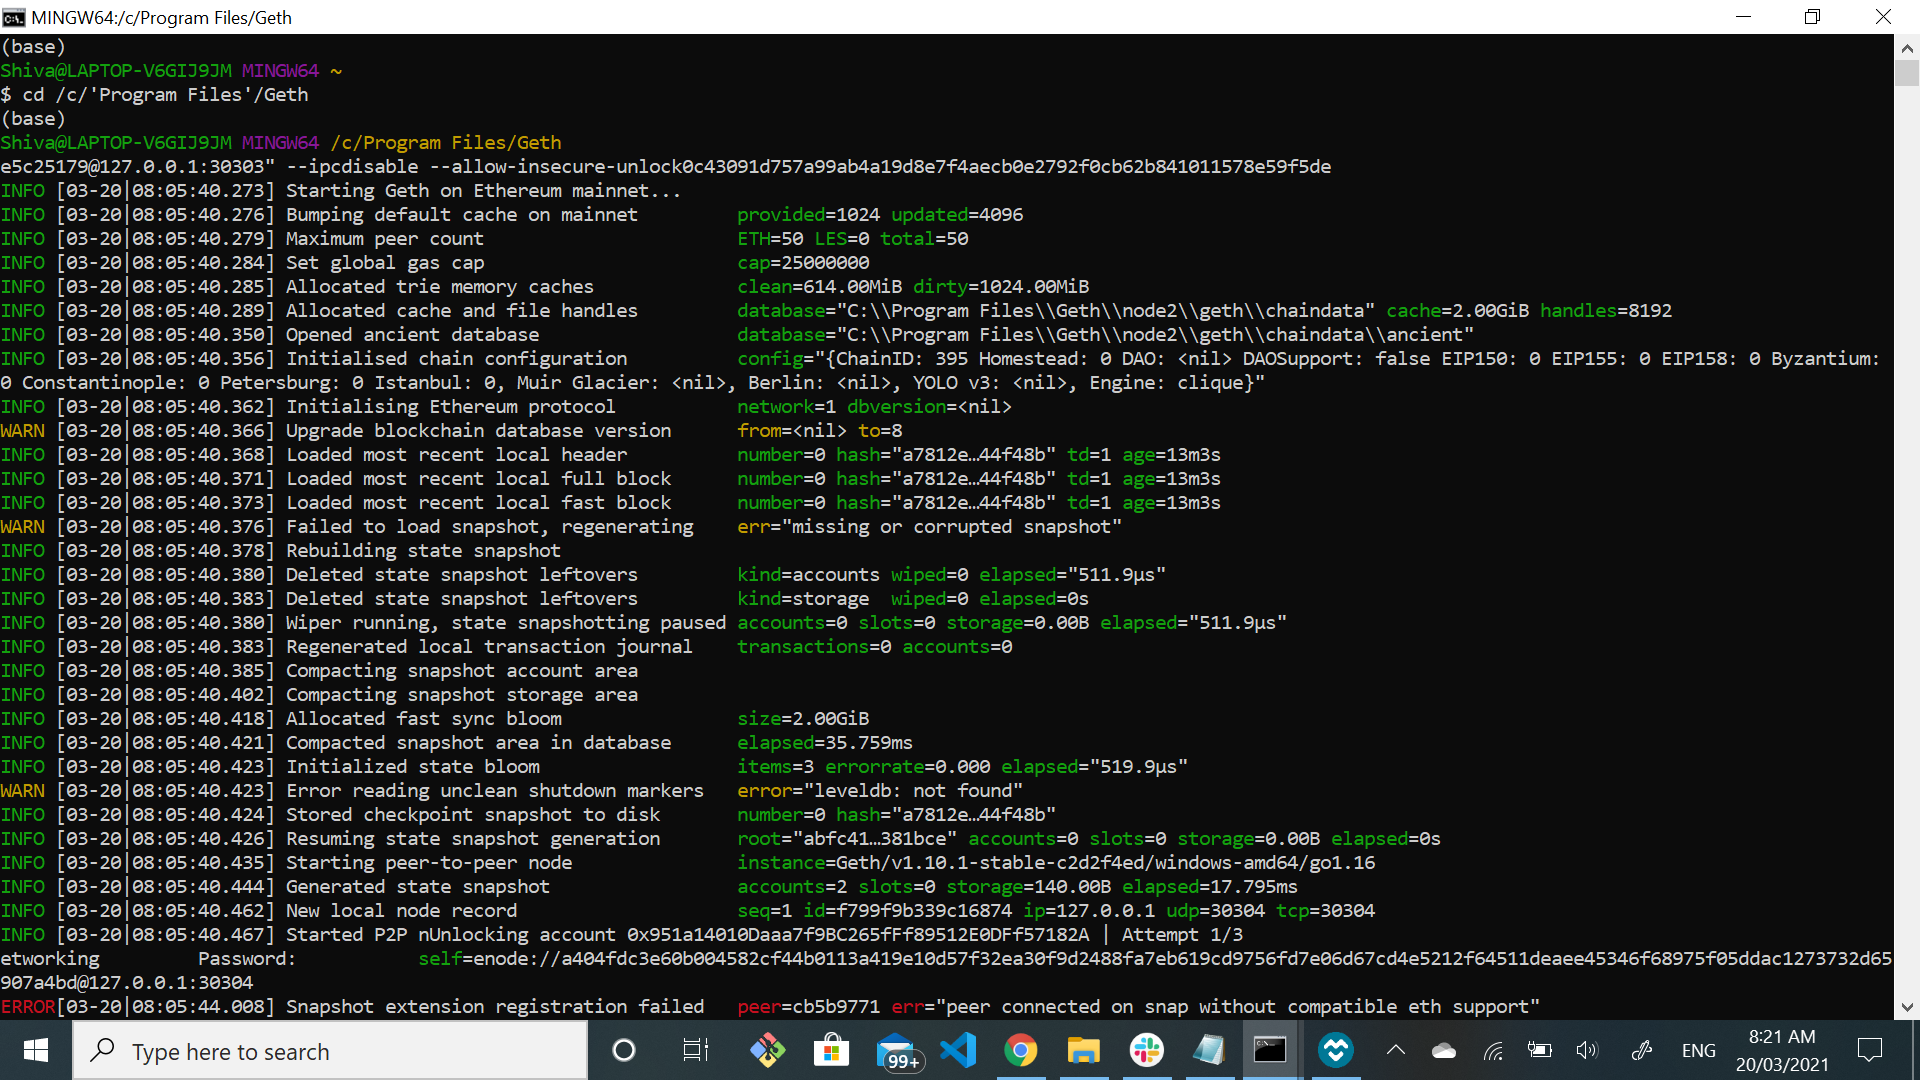 MINGW64:/c/Program Files/Geth
(base)
Shiva@LAPTOP-V6GIJ9JM MINGW64 ~
$ cd /c/'Program Files'/Geth
(base)
Shiva@LAPTOP-V6GIJ9JM MINGW64 /c/Program Files/Geth
e5c25179@127.0.0.1:30303" --ipcdisable --allow-insecure-unlock0c43091d757a99ab4a19d8e7f4aecb0e2792f0cb62b841011578e59f5de
INFO [03-20|08:05:40.273] Starting Geth on Ethereum mainnet...
INFO [03-20|08:05:40.276] Bumping default cache on mainnet provided=1024 updated=4096
INFO [03-20|08:05:40.279] Maximum peer count ETH=50 LES=0 total=50
INFO [03-20|08:05:40.284] Set global gas cap cap=25000000
INFO [03-20|08:05:40.285] Allocated trie memory caches clean=614.00MiB dirty=1024.00MiB
INFO [03-20|08:05:40.289] Allocated cache and file handles database="C:\\Program Files\\Geth\\node2\\geth\\chaindata" cache=2.00GiB handles=8192
INFO [03-20|08:05:40.350] Opened ancient database database="C:\\Program Files\\Geth\\node2\\geth\\chaindata\\ancient"
INFO [03-20|08:05:40.356] Initialised chain configuration config="{ChainID: 395 Homestead: 0 DAO: <nil> DAOSupport: false EIP150: 0 EIP155: 0 EIP158: 0 Byzantium:
0 Constantinople: 0 Petersburg: 0 Istanbul: 0, Muir Glacier: <nil>, Berlin: <nil>, YOLO v3: <nil>, Engine: clique}"
INFO [03-20|08:05:40.362] Initialising Ethereum protocol network=1 dbversion=<nil>
WARN [03-20|08:05:40.366] Upgrade blockchain database version from=<nil> to=8
INFO [03-20|08:05:40.368] Loaded most recent local header number=0 hash="a7812e…44f48b" td=1 age=13m3s
INFO [03-20|08:05:40.371] Loaded most recent local full block number=0 hash="a7812e…44f48b" td=1 age=13m3s
INFO [03-20|08:05:40.373] Loaded most recent local fast block number=0 hash="a7812e…44f48b" td=1 age=13m3s
WARN [03-20|08:05:40.376] Failed to load snapshot, regenerating err="missing or corrupted snapshot"
INFO [03-20|08:05:40.378] Rebuilding state snapshot
INFO [03-20|08:05:40.380] Deleted state snapshot leftovers kind=accounts wiped=0 elapsed="511.9µs"
INFO [03-20|08:05:40.383] Deleted state snapshot leftovers kind=storage wiped=0 elapsed=0s
INFO [03-20|08:05:40.380] Wiper running, state snapshotting paused accounts=0 slots=0 storage=0.00B elapsed="511.9µs"
INFO [03-20|08:05:40.383] Regenerated local transaction journal transactions=0 accounts=0
INFO [03-20|08:05:40.385] Compacting snapshot account area
INFO [03-20|08:05:40.402] Compacting snapshot storage area
INFO [03-20|08:05:40.418] Allocated fast sync bloom size=2.00GiB
INFO [03-20|08:05:40.421] Compacted snapshot area in database elapsed=35.759ms
INFO [03-20|08:05:40.423] Initialized state bloom items=3 errorrate=0.000 elapsed="519.9µs"
WARN [03-20|08:05:40.423] Error reading unclean shutdown markers error="leveldb: not found"
INFO [03-20|08:05:40.424] Stored checkpoint snapshot to disk number=0 hash="a7812e…44f48b"
INFO [03-20|08:05:40.426] Resuming state snapshot generation root="abfc41…381bce" accounts=0 slots=0 storage=0.00B elapsed=0s
INFO [03-20|08:05:40.435] Starting peer-to-peer node instance=Geth/v1.10.1-stable-c2d2f4ed/windows-amd64/go1.16
INFO [03-20|08:05:40.444] Generated state snapshot accounts=2 slots=0 storage=140.00B elapsed=17.795ms
INFO [03-20|08:05:40.462] New local node record seq=1 id=f799f9b339c16874 ip=127.0.0.1 udp=30304 tcp=30304
INFO [03-20|08:05:40.467] Started P2P nUnlocking account 0x951a14010Daaa7f9BC265fFf89512E0DFf57182A | Attempt 1/3
etworking Password: self=enode://a404fdc3e60b004582cf44b0113a419e10d57f32ea30f9d2488fa7eb619cd9756fd7e06d67cd4e5212f64511deaee45346f68975f05ddac1273732d65
907a4bd@127.0.0.1:30304
ERROR[03-20|08:05:44.008] Snapshot extension registration failed peer=cb5b9771 err="peer connected on snap without compatible eth support"
Type here to search
99+
ENG
8:21 AM
20/03/2021